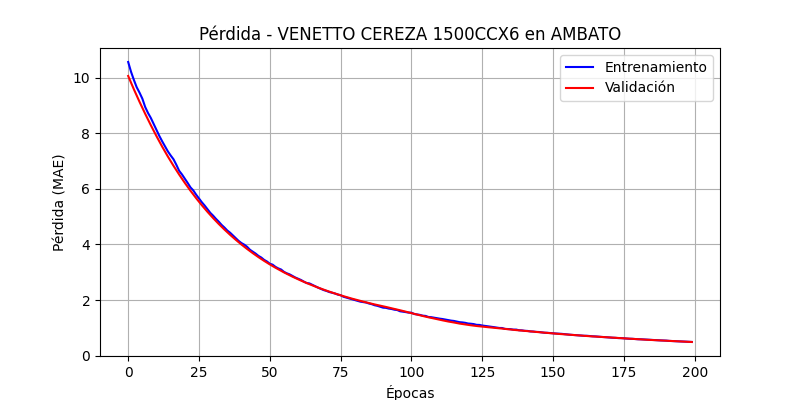 Pérdida - VENETTO CEREZA 1500CCX6 en AMBATO
Entrenamiento
Validación
Pérdida (MAE)
10
8
6
4
2
0
0 25 50 75 100 125 150 175 200
Épocas